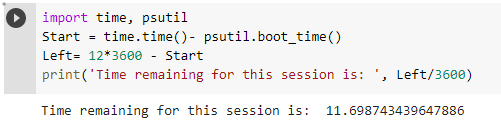 import time, psutil
Start = time.time()- psutil.boot_time()
Left= 12*3600 - Start
print('Time remaining for this session is: ', Left/3600)
Time remaining for this session is:  11.698743439647886